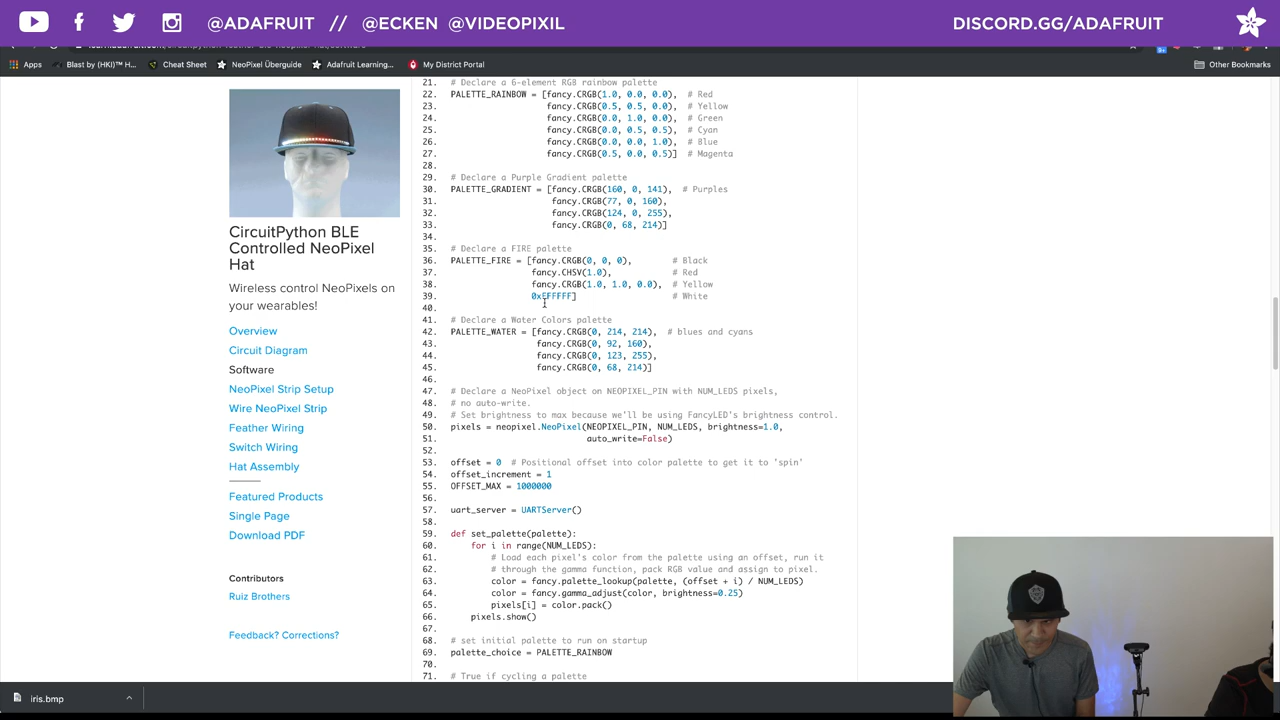 @ADAFRUIT // @ECKEN @VIDEOPIXIL
DISCORD.GG/ADAFRUIT
Apps
Blast by (HKI)™ H...
Cheat Sheet
NeoPixel Überguide
Adafruit Learning...
My District Portal
Other Bookmarks
CircuitPython BLE
Controlled NeoPixel
Hat
Wireless control NeoPixels on
your wearables!
Overview
Circuit Diagram
Software
NeoPixel Strip Setup
Wire NeoPixel Strip
Feather Wiring
Switch Wiring
Hat Assembly
Featured Products
Single Page
Download PDF
Contributors
Ruiz Brothers
Feedback? Corrections?
21. # Declare a 6-element RGB rainbow palette
22. PALETTE_RAINBOW = [fancy.CRGB(1.0, 0.0, 0.0), # Red
23. fancy.CRGB(0.5, 0.5, 0.0), # Yellow
24. fancy.CRGB(0.0, 1.0, 0.0), # Green
25. fancy.CRGB(0.0, 0.5, 0.5), # Cyan
26. fancy.CRGB(0.0, 0.0, 1.0), # Blue
27. fancy.CRGB(0.5, 0.0, 0.5)] # Magenta
28.
29. # Declare a Purple Gradient palette
30. PALETTE_GRADIENT = [fancy.CRGB(160, 0, 141), # Purples
31. fancy.CRGB(77, 0, 160),
32. fancy.CRGB(124, 0, 255),
33. fancy.CRGB(0, 68, 214)]
34.
35. # Declare a FIRE palette
36. PALETTE_FIRE = [fancy.CRGB(0, 0, 0), # Black
37. fancy.CHSV(1.0), # Red
38. fancy.CRGB(1.0, 1.0, 0.0), # Yellow
39. 0xFFFFFF] # White
40.
41. # Declare a Water Colors palette
42. PALETTE_WATER = [fancy.CRGB(0, 214, 214), # blues and cyans
43. fancy.CRGB(0, 92, 160),
44. fancy.CRGB(0, 123, 255),
45. fancy.CRGB(0, 68, 214)]
46.
47. # Declare a NeoPixel object on NEOPIXEL_PIN with NUM_LEDS pixels,
48. # no auto-write.
49. # Set brightness to max because we'll be using FancyLED's brightness control.
50. pixels = neopixel.NeoPixel(NEOPIXEL_PIN, NUM_LEDS, brightness=1.0,
51. auto_write=False)
52.
53. offset = 0 # Positional offset into color palette to get it to 'spin'
54. offset_increment = 1
55. OFFSET_MAX = 1000000
56.
57. uart_server = UARTServer()
58.
59. def set_palette(palette):
60. for i in range(NUM_LEDS):
61. # Load each pixel's color from the palette using an offset, run it
62. # through the gamma function, pack RGB value and assign to pixel.
63. color = fancy.palette_lookup(palette, (offset + i) / NUM_LEDS)
64. color = fancy.gamma_adjust(color, brightness=0.25)
65. pixels[i] = color.pack()
66. pixels.show()
67.
68. # set initial palette to run on startup
69. palette_choice = PALETTE_RAINBOW
70.
71. # True if cycling a palette
iris.bmp